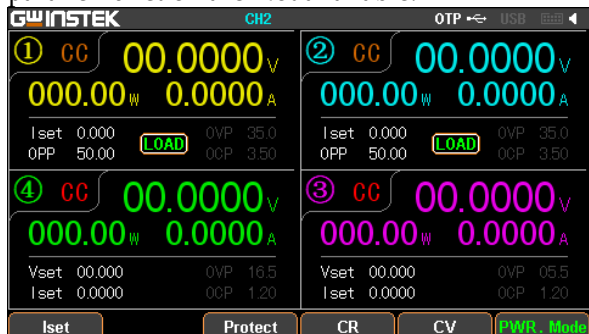 GWINSTEK CH2 OTP USB
① CC 00.0000V
000.00W 0.0000A
Iset 0.000 LOAD OVP 35.0
OPP 50.00 OCP 3.50
② CC 00.0000V
000.00W 0.0000A
Iset 0.000 LOAD OVP 35.0
OPP 50.00 OCP 3.50
④ CC 00.0000V
000.00W 0.0000A
Vset 00.000 OVP 16.5
Iset 0.0000 OCP 1.20
③ CC 00.0000V
000.00W 0.0000A
Vset 00.000 OVP 05.5
Iset 0.0000 OCP 1.20
Iset Protect CR CV PWR. Mode